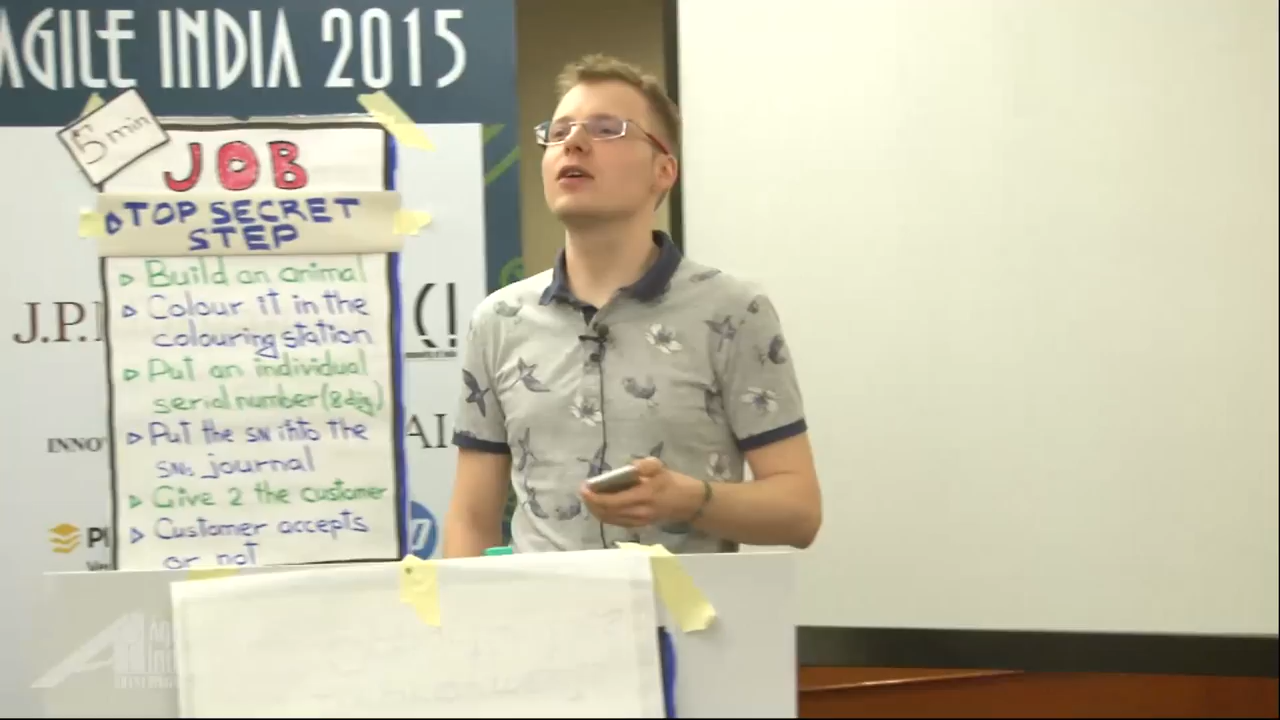 AGILE INDIA 2015
5 min
JOB
TOP SECRET
STEP
Build an animal
Colour it in the
colouring station
Put an individual
serial number (8 dig)
Put the SN into the
SNs journal
Give 2 the customer
Customer accepts
or not
J.P.
INNO